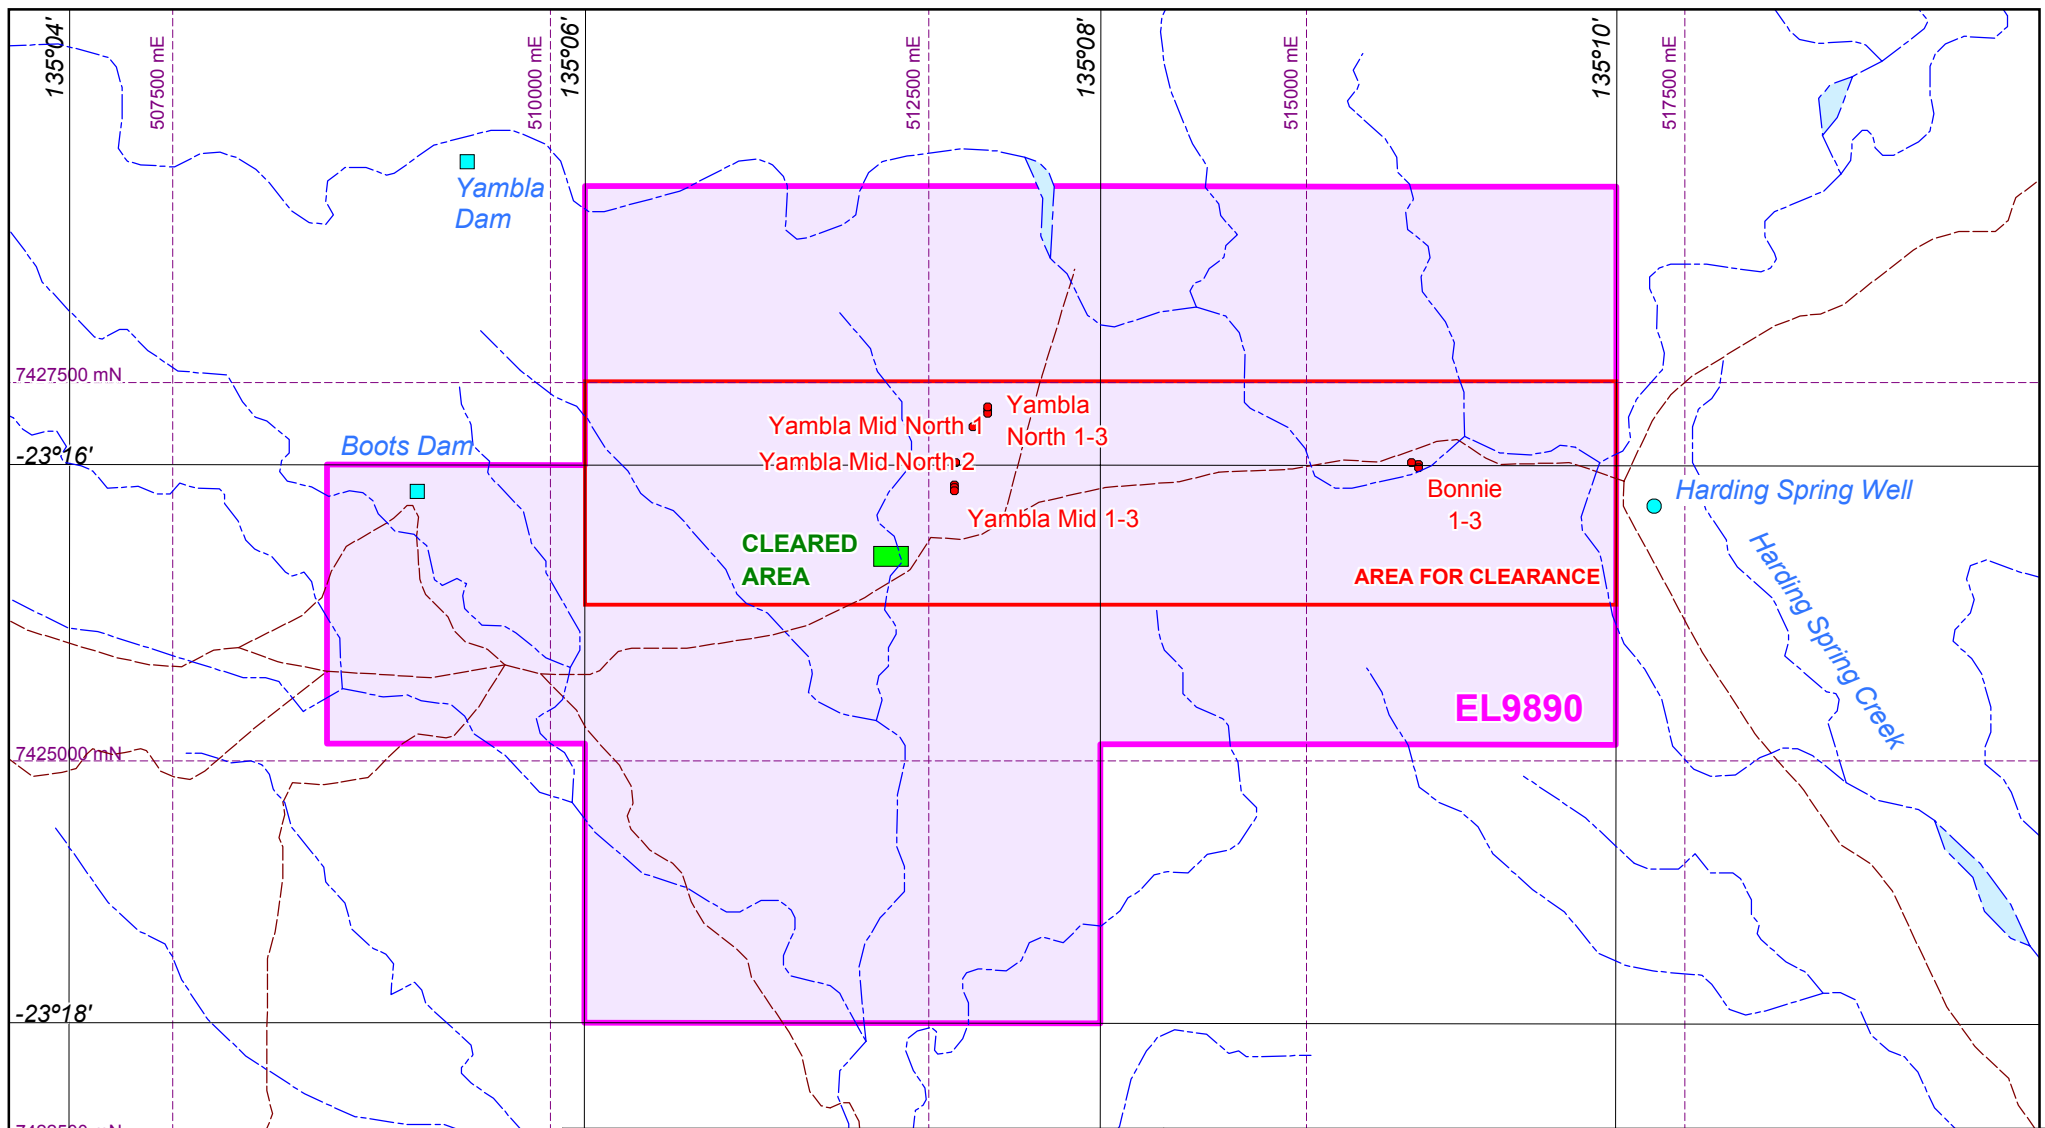 135°04'
507500 mE
510000 mE
135°06'
512500 mE
135°08'
515000 mE
135°10'
517500 mE
Yambla
Dam
7427500 mN
Yambla
North 1-3
Yambla Mid North 1
Boots Dam
Yambla Mid North 2
-23°16'
Harding Spring Well
Bonnie
1-3
Yambla Mid 1-3
CLEARED
AREA
AREA FOR CLEARANCE
Harding Spring Creek
EL9890
7425000 mN
-23°18'